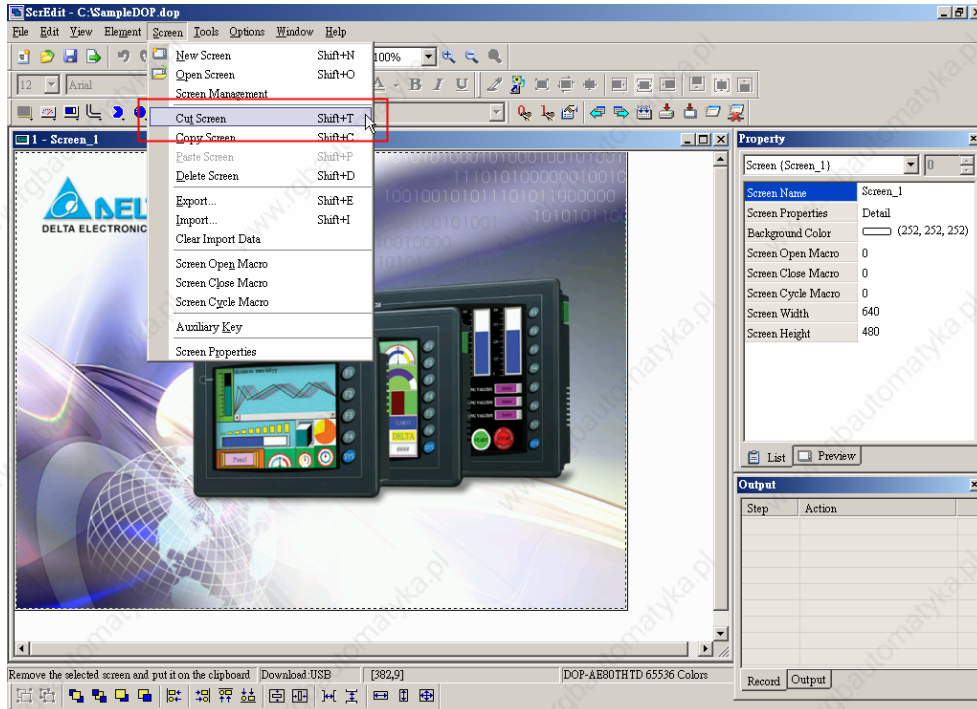 ScrEdit - C:\SampleDOP.dop
File Edit View Element Screen Tools Options Window Help
New Screen Shift+N
Open Screen Shift+O
Screen Management
Cut Screen Shift+T
Copy Screen Shift+C
Paste Screen Shift+P
Delete Screen Shift+D
Export... Shift+E
Import... Shift+I
Clear Import Data
Screen Open Macro
Screen Close Macro
Screen Cycle Macro
Auxiliary Key
Screen Properties
100%
12 Arial
A - B I U
1 - Screen_1
DELTA ELECTRONIC
DELTA
START
Property
Screen {Screen_1} 0
Screen Name Screen_1
Screen Properties Detail
Background Color (252, 252, 252)
Screen Open Macro 0
Screen Close Macro 0
Screen Cycle Macro 0
Screen Width 640
Screen Height 480
List Preview
Output
Step Action
Record Output
Remove the selected screen and put it on the clipboard Download:USB [382,9] DOP-AE80THTD 65536 Colors
www.rgbautomatyka.pl